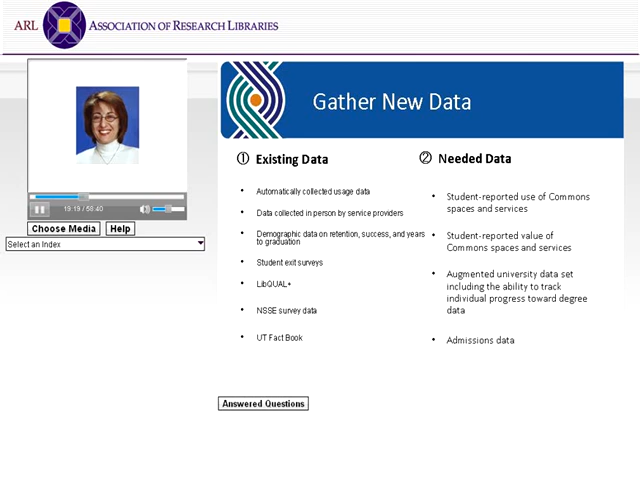 ARL ASSOCIATION OF RESEARCH LIBRARIES
19:19 / 58:40
Choose Media Help
Select an Index
Gather New Data
① Existing Data
• Automatically collected usage data
• Data collected in person by service providers
• Demographic data on retention, success, and years
to graduation
• Student exit surveys
• LibQUAL+
• NSSE survey data
• UT Fact Book
② Needed Data
• Student-reported use of Commons
spaces and services
• Student-reported value of
Commons spaces and services
• Augmented university data set
including the ability to track
individual progress toward degree
data
• Admissions data
Answered Questions